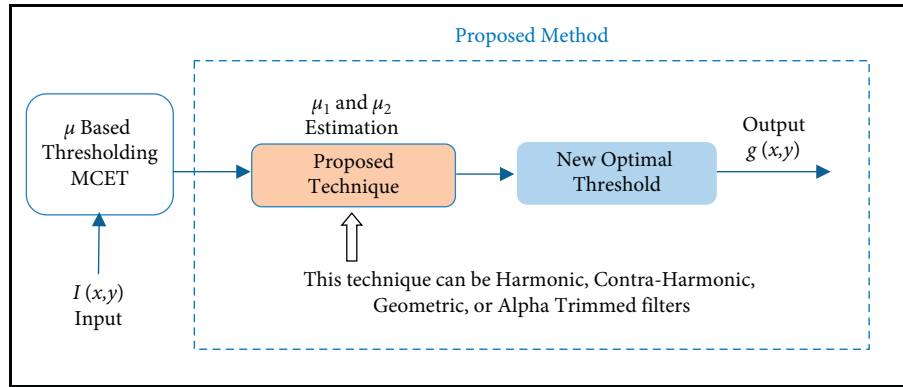 Proposed Method
μ Based
Thresholding
MCET
I (x,y)
Input
μ₁ and μ₂
Estimation
Proposed
Technique
New Optimal
Threshold
Output
g (x,y)
This technique can be Harmonic, Contra-Harmonic,
Geometric, or Alpha Trimmed filters